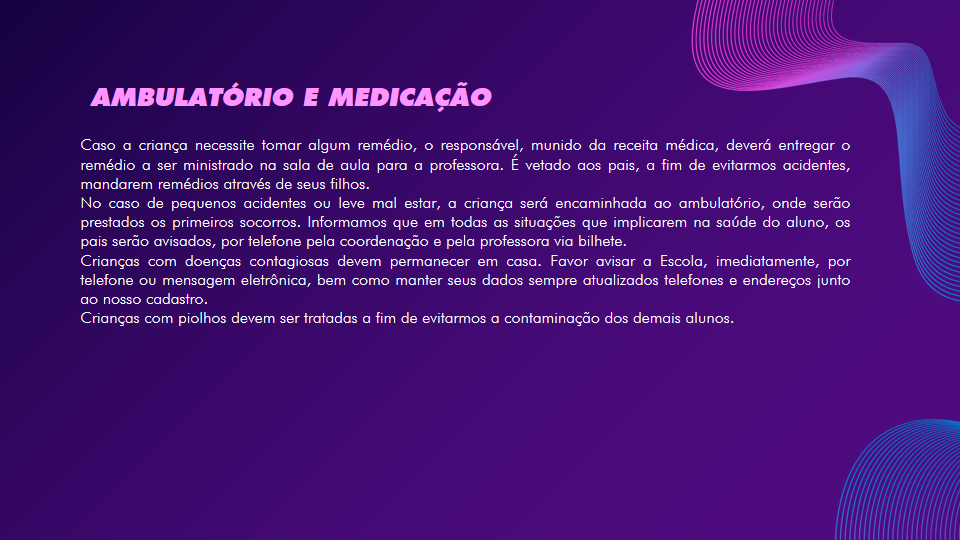 AMBULATÓRIO E MEDICAÇÃO
Caso a criança necessite tomar algum remédio, o responsável, munido da receita médica, deverá entregar o
remédio a ser ministrado na sala de aula para a professora. É vetado aos pais, a fim de evitarmos acidentes,
mandarem remédios através de seus filhos.
No caso de pequenos acidentes ou leve mal estar, a criança será encaminhada ao ambulatório, onde serão
prestados os primeiros socorros. Informamos que em todas as situações que implicarem na saúde do aluno, os
pais serão avisados, por telefone pela coordenação e pela professora via bilhete.
Crianças com doenças contagiosas devem permanecer em casa. Favor avisar a Escola, imediatamente, por
telefone ou mensagem eletrônica, bem como manter seus dados sempre atualizados telefones e endereços junto
ao nosso cadastro.
Crianças com piolhos devem ser tratadas a fim de evitarmos a contaminação dos demais alunos.